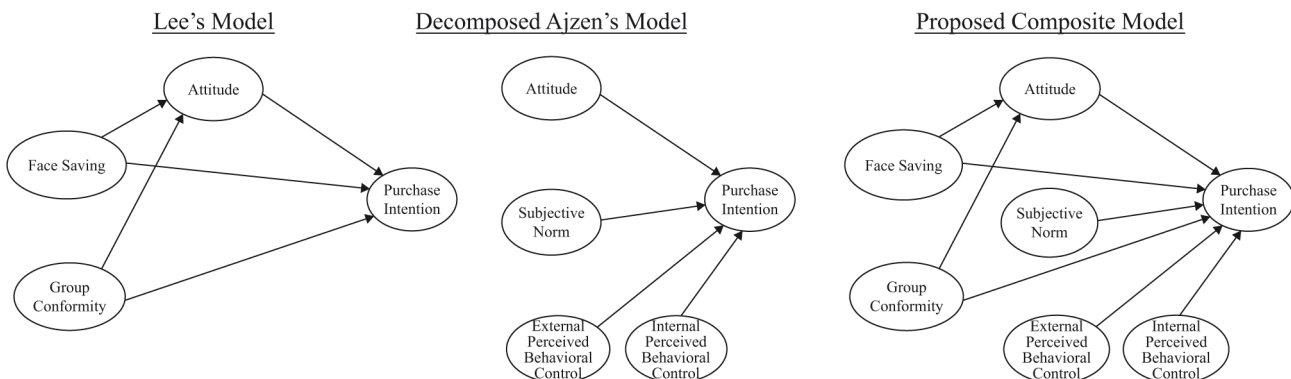 Lee's Model
Attitude
Face Saving
Purchase
Intention
Group
Conformity
Decomposed Ajzen's Model
Attitude
Subjective
Norm
Purchase
Intention
External
Perceived
Behavioral
Control
Internal
Perceived
Behavioral
Control
Proposed Composite Model
Attitude
Face Saving
Purchase
Intention
Subjective
Norm
Group
Conformity
External
Perceived
Behavioral
Control
Internal
Perceived
Behavioral
Control